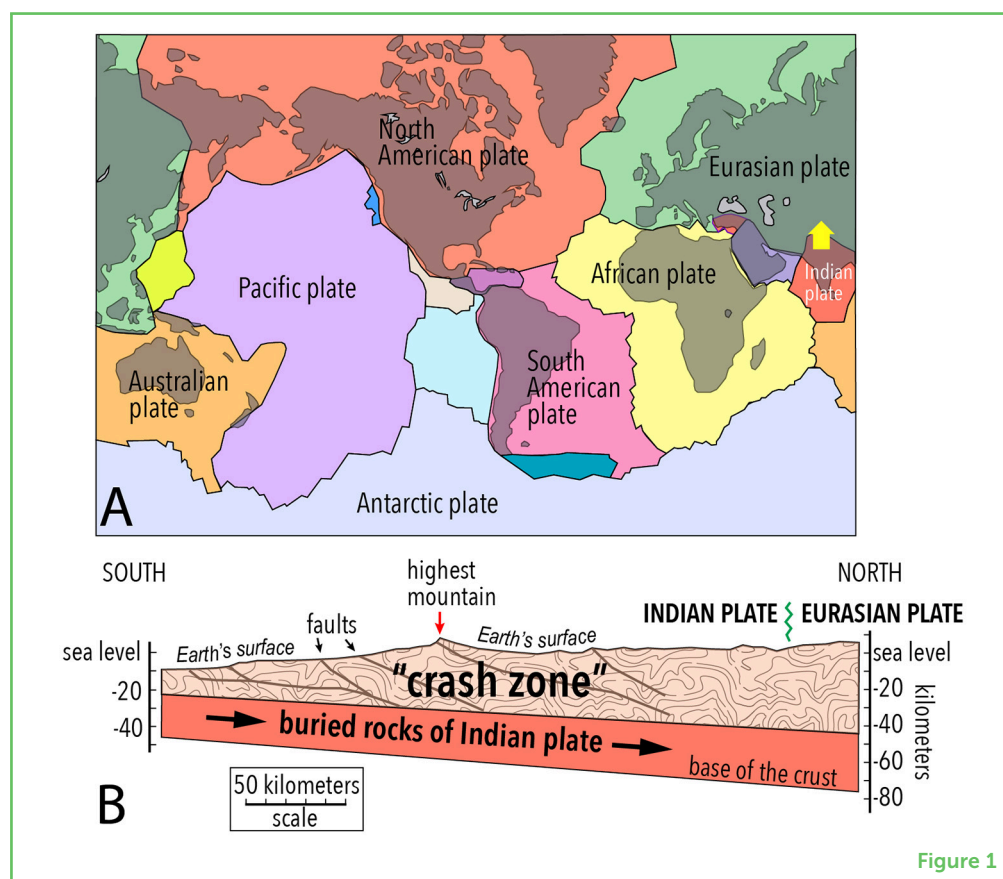 North
American plate
Eurasian plate
African plate
Indian
plate
Pacific plate
South
American
plate
Australian
plate
Antarctic plate
A
SOUTH
highest
mountain
NORTH
INDIAN PLATE
EURASIAN PLATE
faults
sea level
Earth's surface
Earth's surface
sea level
"crash zone"
-20
-40
-20
-40
-60
-80
kilometers
buried rocks of Indian plate
base of the crust
50 kilometers
scale
B
Figure 1